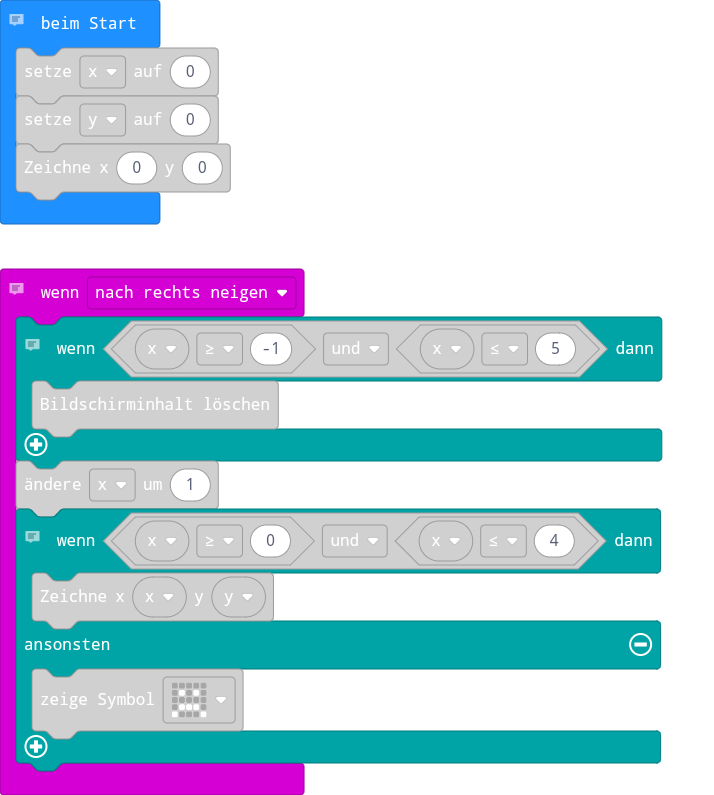 beim Start
setze x auf 0
setze y auf 0
Zeichne x 0 y 0
wenn nach rechts neigen
wenn x ≥ -1 und x ≤ 5 dann
Bildschirminhalt löschen
ändere x um 1
wenn x ≥ 0 und x ≤ 4 dann
Zeichne x x y y
ansonsten
zeige Symbol